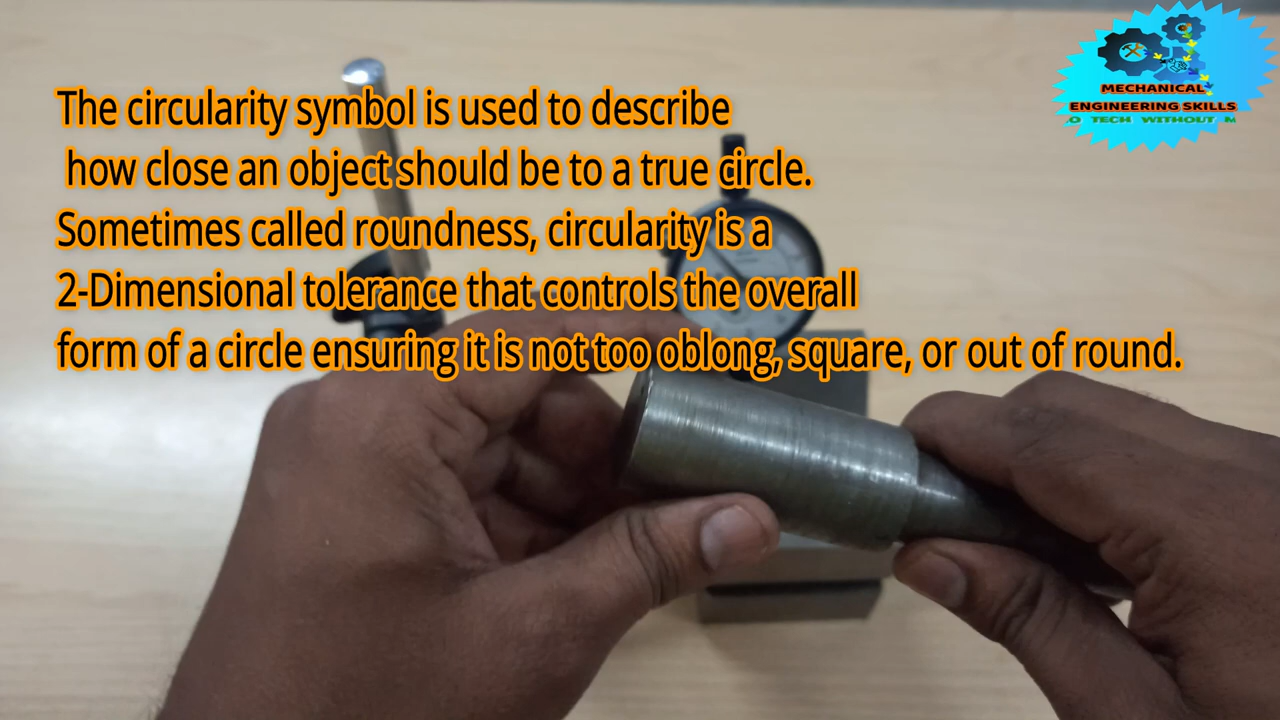 The circularity symbol is used to describe
how close an object should be to a true circle.
Sometimes called roundness, circularity is a
2-Dimensional tolerance that controls the overall
form of a circle ensuring it is not too oblong, square, or out of round.
MECHANICAL
ENGINEERING SKILLS
O TECH WITHOUT M